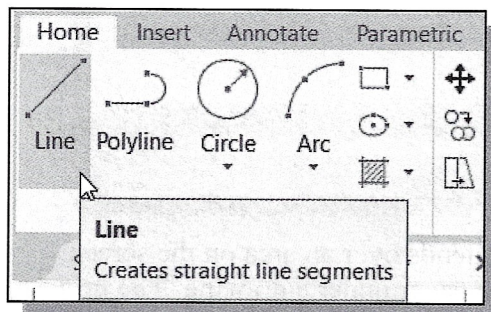 Home Insert Annotate Parametric
Line Polyline Circle Arc
Line
Creates straight line segments